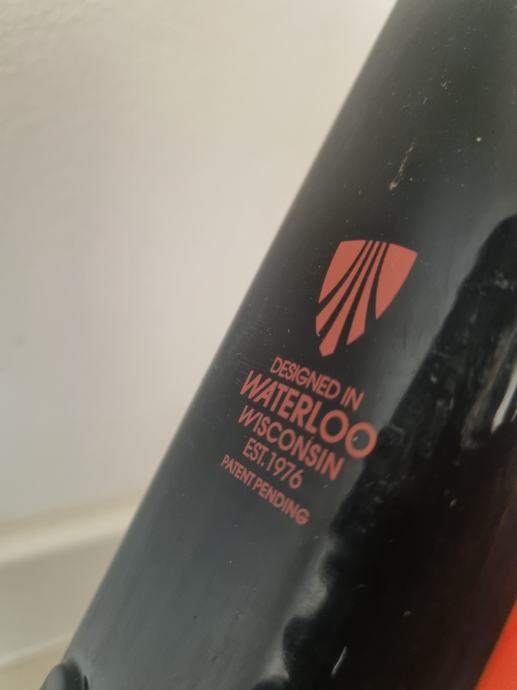 DESIGNED IN
WATERLOO
WISCONSIN
EST. 1976
PATENT PENDING